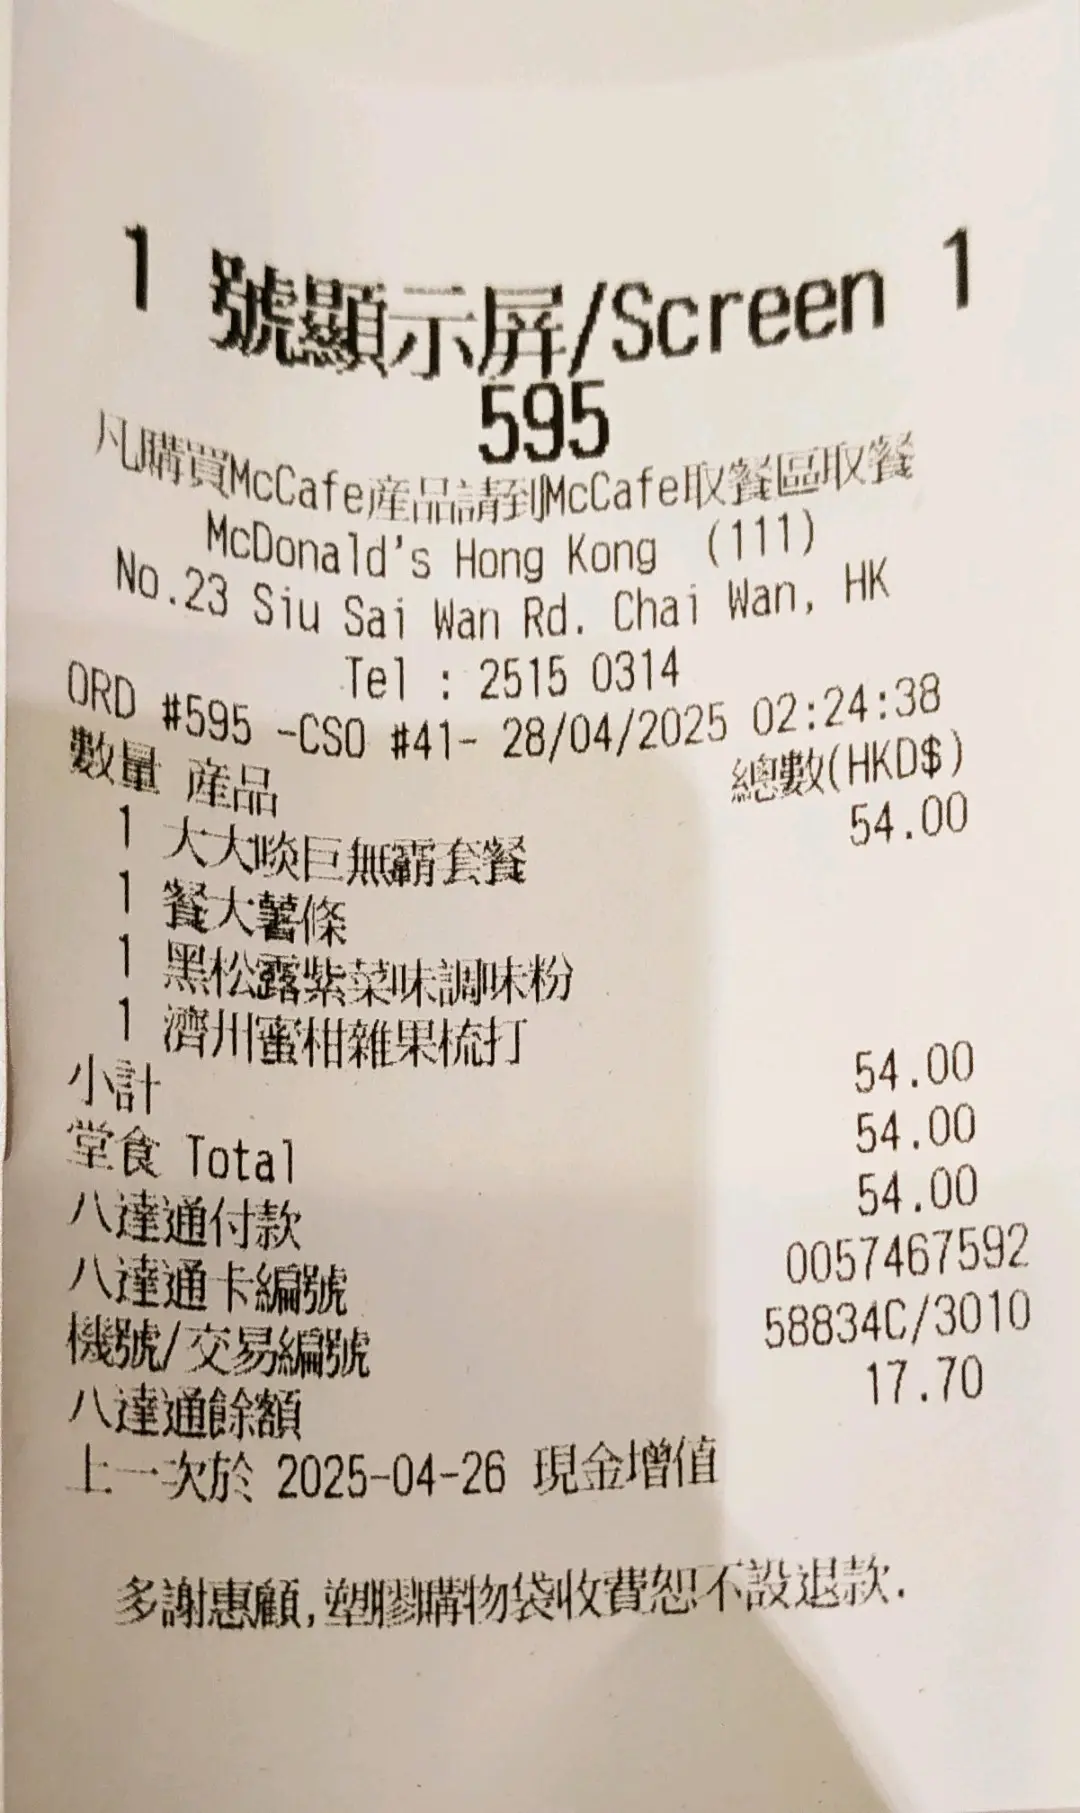 1 號顯示屏/Screen 1
595
凡購買McCafe產品請到McCafe取餐區取餐
McDonald's Hong Kong (111)
No.23 Siu Sai Wan Rd. Chai Wan, HK
Tel : 2515 0314
ORD #595 -CSO #41- 28/04/2025 02:24:38
數量 產品 總數(HKD$)
1 大大啖巨無霸套餐 54.00
1 餐大薯條
1 黑松露紫菜味調味粉
1 濟州蜜柑雜果梳打
小計 54.00
堂食 Total 54.00
八達通付款 54.00
八達通卡編號 0057467592
機號/交易編號 58834C/3010
八達通餘額 17.70
上一次於 2025-04-26 現金增值
多謝惠顧,塑膠購物袋收費恕不設退款.